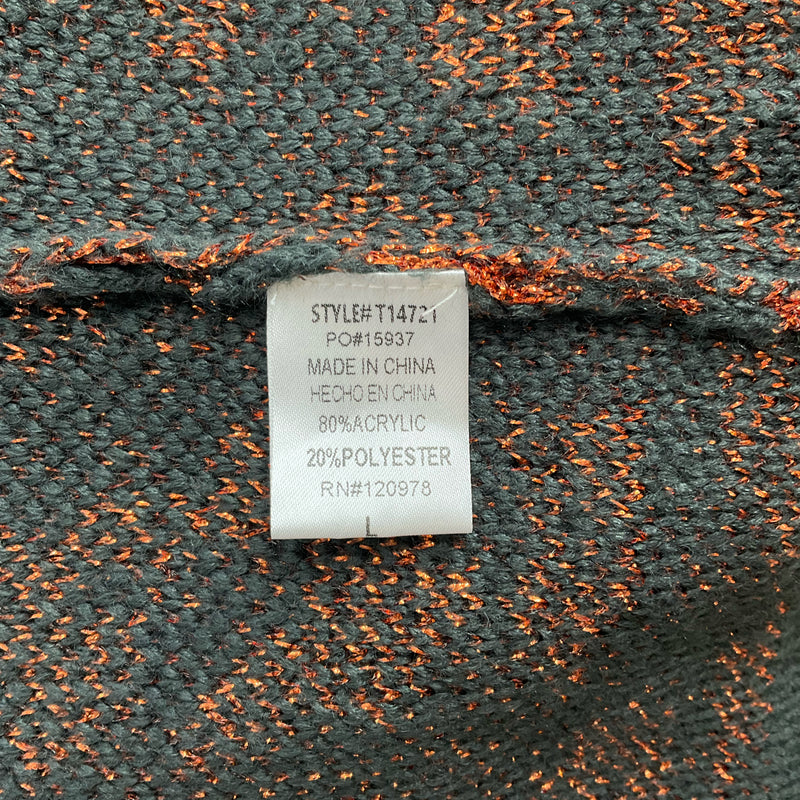 STYLE# T14721
PO#15937
MADE IN CHINA
HECHO EN CHINA
80%ACRYLIC
20%POLYESTER
RN#120978
L